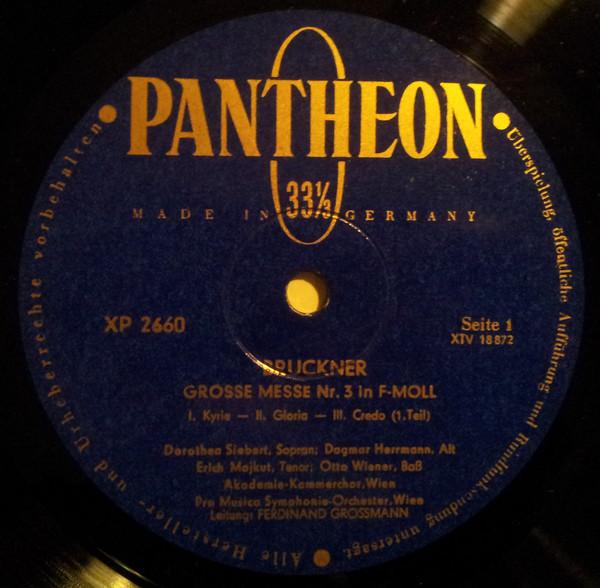 PANTHEON
33⅓
MADE IN GERMANY
XP 2660
Seite 1
XTV 18872
BRUCKNER
GROSSE MESSE Nr. 3 in F-MOLL
I. Kyrie — II. Gloria — III. Credo (1. Teil)
Dorothea Siebert, Sopran; Dagmar Herrmann, Alt
Erich Majkut, Tenor; Otto Wiener, Baß
Akademie-Kammerchor, Wien
Pro Musica Symphonie-Orchester, Wien
Leitung: FERDINAND GROSSMANN
Alle Hersteller- und Urheberrechte vorbehalten
Überspielung, öffentliche Aufführung und Rundfunksendung untersagt